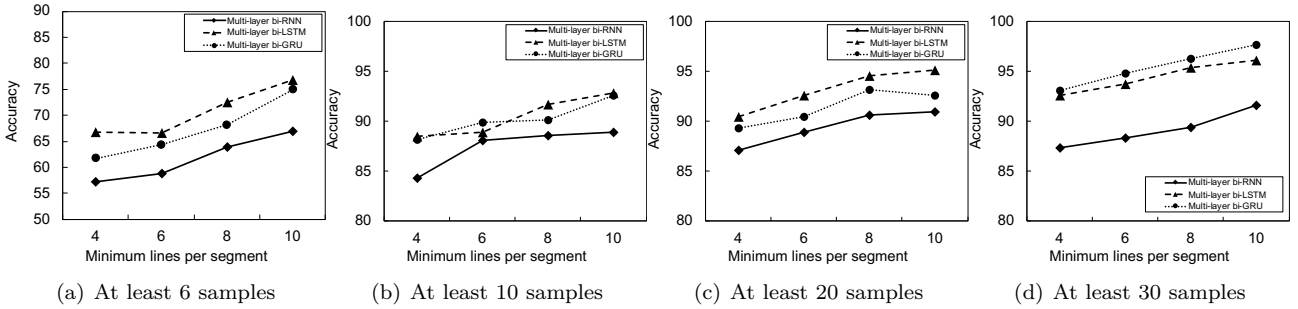 90
85
80
75
70
65
60
55
50
Accuracy
Multi-layer bi-RNN
Multi-layer bi-LSTM
Multi-layer bi-GRU
4 6 8 10
Minimum lines per segment
(a) At least 6 samples
100
95
90
85
80
Accuracy
Multi-layer bi-RNN
Multi-layer bi-LSTM
Multi-layer bi-GRU
4 6 8 10
Minimum lines per segment
(b) At least 10 samples
100
95
90
85
80
Accuracy
Multi-layer bi-RNN
Multi-layer bi-LSTM
Multi-layer bi-GRU
4 6 8 10
Minimum lines per segment
(c) At least 20 samples
100
95
90
85
80
Accuracy
Multi-layer bi-RNN
Multi-layer bi-LSTM
Multi-layer bi-GRU
4 6 8 10
Minimum lines per segment
(d) At least 30 samples